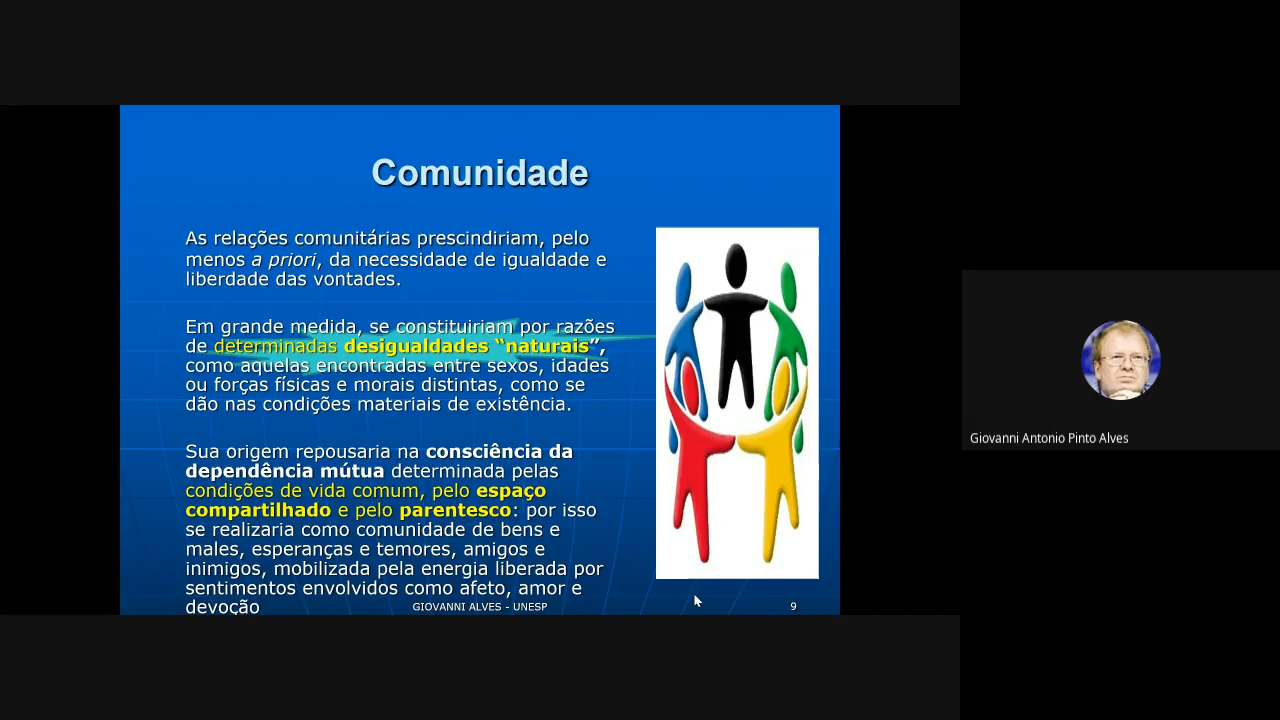 Comunidade
As relações comunitárias prescindiriam, pelo
menos a priori, da necessidade de igualdade e
liberdade das vontades.
Em grande medida, se constituiriam por razões
de determinadas desigualdades “naturais”,
como aquelas encontradas entre sexos, idades
ou forças físicas e morais distintas, como se
dão nas condições materiais de existência.
Sua origem repousaria na consciência da
dependência mútua determinada pelas
condições de vida comum, pelo espaço
compartilhado e pelo parentesco: por isso
se realizaria como comunidade de bens e
males, esperanças e temores, amigos e
inimigos, mobilizada pela energia liberada por
sentimentos envolvidos como afeto, amor e
devoção
GIOVANNI ALVES - UNESP
9
Giovanni Antonio Pinto Alves